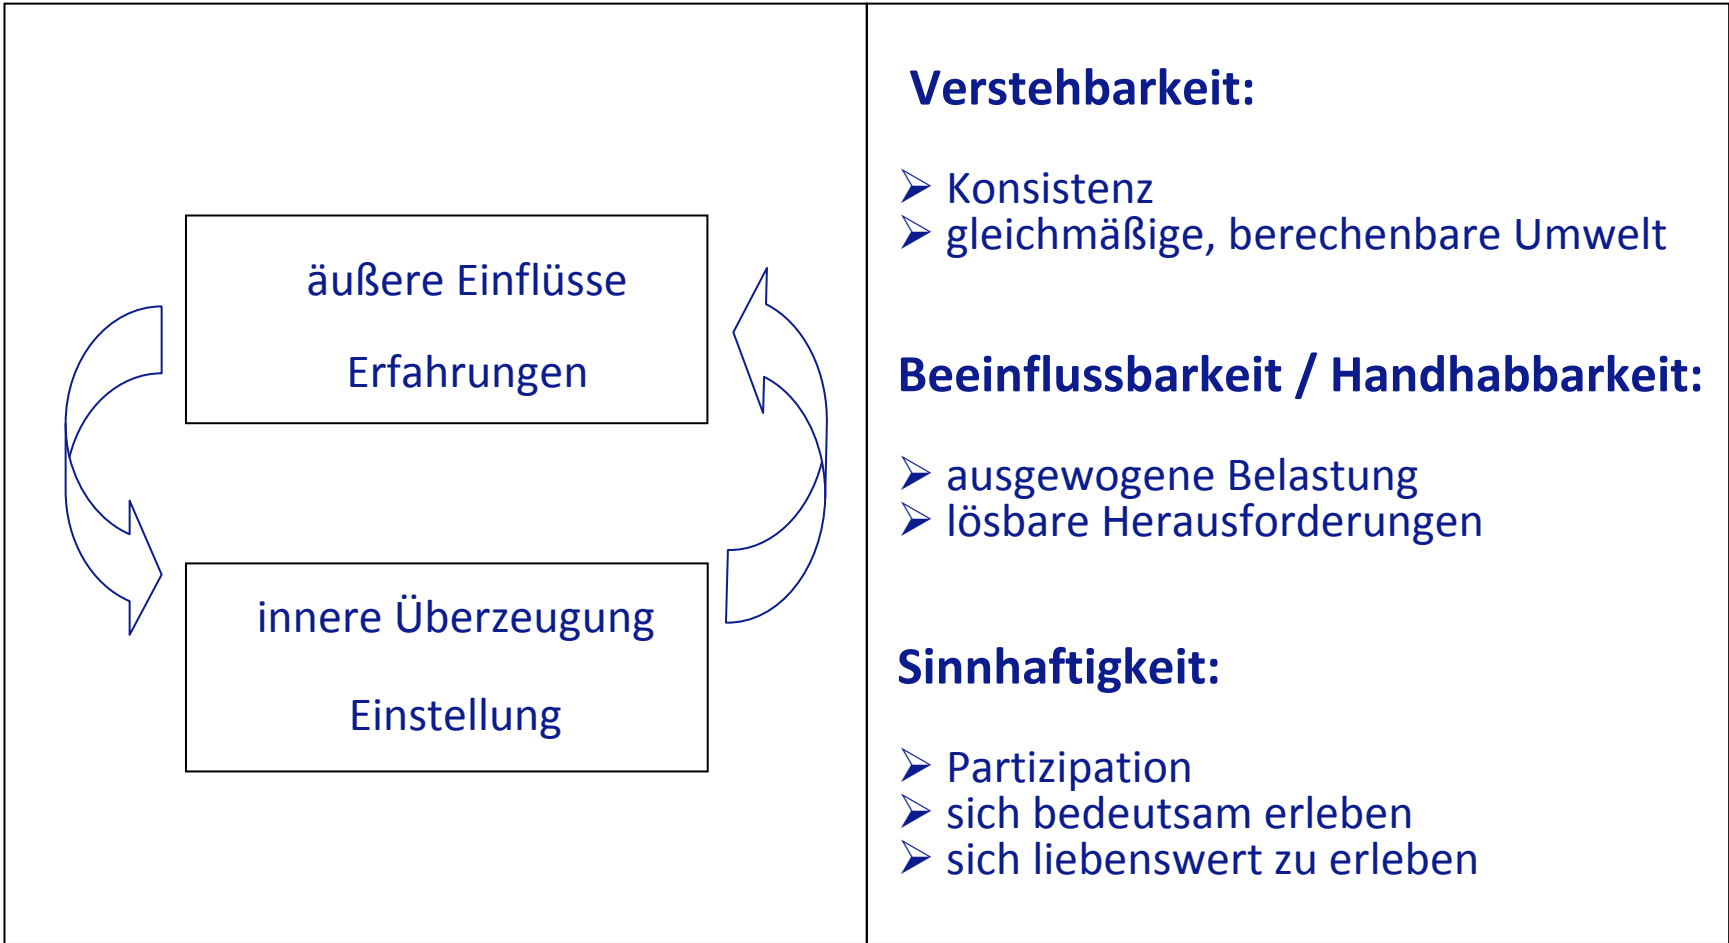 äußere Einflüsse
Erfahrungen
innere Überzeugung
Einstellung
Verstehbarkeit:
➢ Konsistenz
➢ gleichmäßige, berechenbare Umwelt
Beeinflussbarkeit / Handhabbarkeit:
➢ ausgewogene Belastung
➢ lösbare Herausforderungen
Sinnhaftigkeit:
➢ Partizipation
➢ sich bedeutsam erleben
➢ sich liebenswert zu erleben